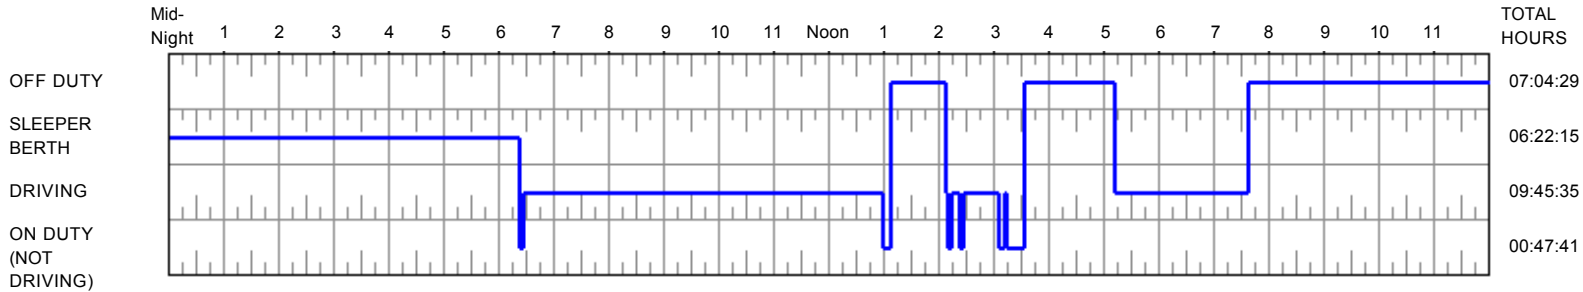 Mid-
Night 1 2 3 4 5 6 7 8 9 10 11 Noon 1 2 3 4 5 6 7 8 9 10 11
TOTAL
HOURS
OFF DUTY 07:04:29
SLEEPER
BERTH 06:22:15
DRIVING 09:45:35
ON DUTY
(NOT
DRIVING) 00:47:41